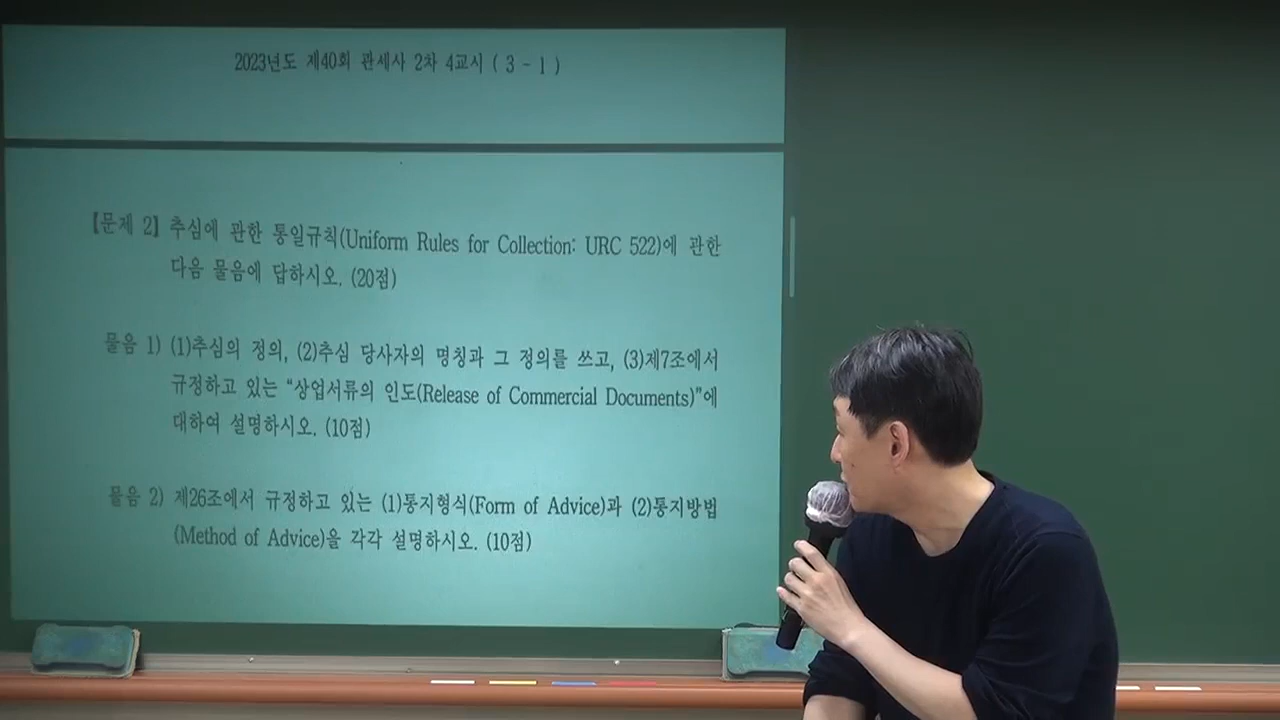 2023년도 제40회 관세사 2차 4교시 ( 3 - 1 )
【문제 2】 추심에 관한 통일규칙(Uniform Rules for Collection: URC 522)에 관한
다음 물음에 답하시오. (20점)
물음 1) (1)추심의 정의, (2)추심 당사자의 명칭과 그 정의를 쓰고, (3)제7조에서
규정하고 있는 “상업서류의 인도(Release of Commercial Documents)”에
대하여 설명하시오. (10점)
물음 2) 제26조에서 규정하고 있는 (1)통지형식(Form of Advice)과 (2)통지방법
(Method of Advice)을 각각 설명하시오. (10점)